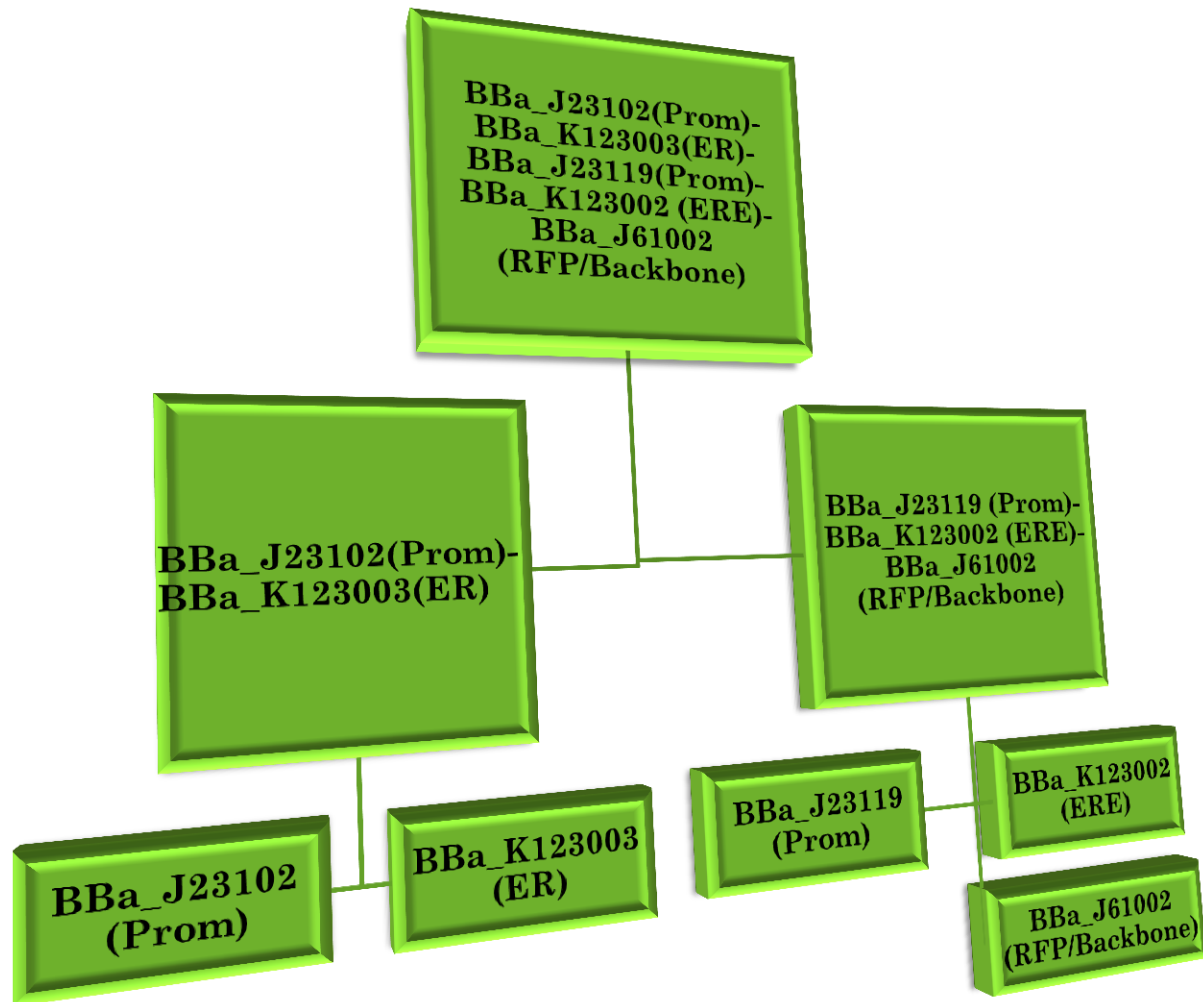 BBa_J23102(Prom)-
BBa_K123003(ER)-
BBa_J23119(Prom)-
BBa_K123002 (ERE)-
BBa_J61002
(RFP/Backbone)
BBa_J23102(Prom)-
BBa_K123003(ER)
BBa_J23119 (Prom)-
BBa_K123002 (ERE)-
BBa_J61002
(RFP/Backbone)
BBa_J23102
(Prom)
BBa_K123003
(ER)
BBa_J23119
(Prom)
BBa_K123002
(ERE)
BBa_J61002
(RFP/Backbone)